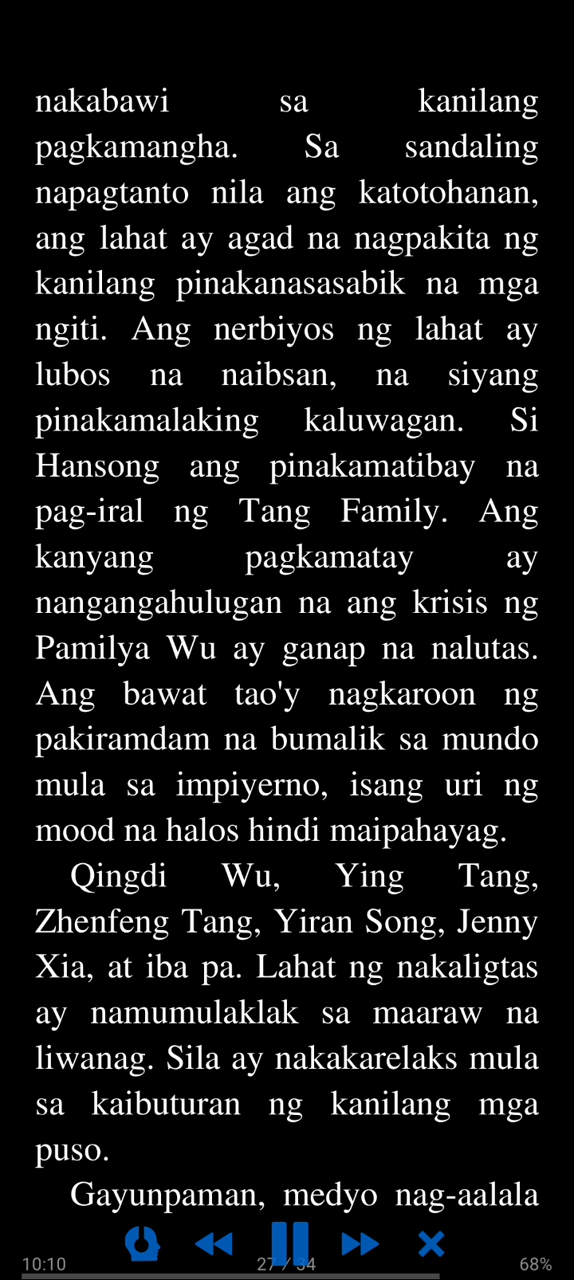 nakabawi sa kanilang
pagkamangha. Sa sandaling
napagtanto nila ang katotohanan,
ang lahat ay agad na nagpakita ng
kanilang pinakanasasabik na mga
ngiti. Ang nerbiyos ng lahat ay
lubos na naibsan, na siyang
pinakamalaking kaluwagan. Si
Hansong ang pinakamatibay na
pag-iral ng Tang Family. Ang
kanyang pagkamatay ay
nangangahulugan na ang krisis ng
Pamilya Wu ay ganap na nalutas.
Ang bawat tao'y nagkaroon ng
pakiramdam na bumalik sa mundo
mula sa impiyerno, isang uri ng
mood na halos hindi maipahayag.
Qingdi Wu, Ying Tang,
Zhenfeng Tang, Yiran Song, Jenny
Xia, at iba pa. Lahat ng nakaligtas
ay namumulaklak sa maaraw na
liwanag. Sila ay nakakarelaks mula
sa kaibuturan ng kanilang mga
puso.
Gayunpaman, medyo nag-aalala
10:10 27 / 34 68%